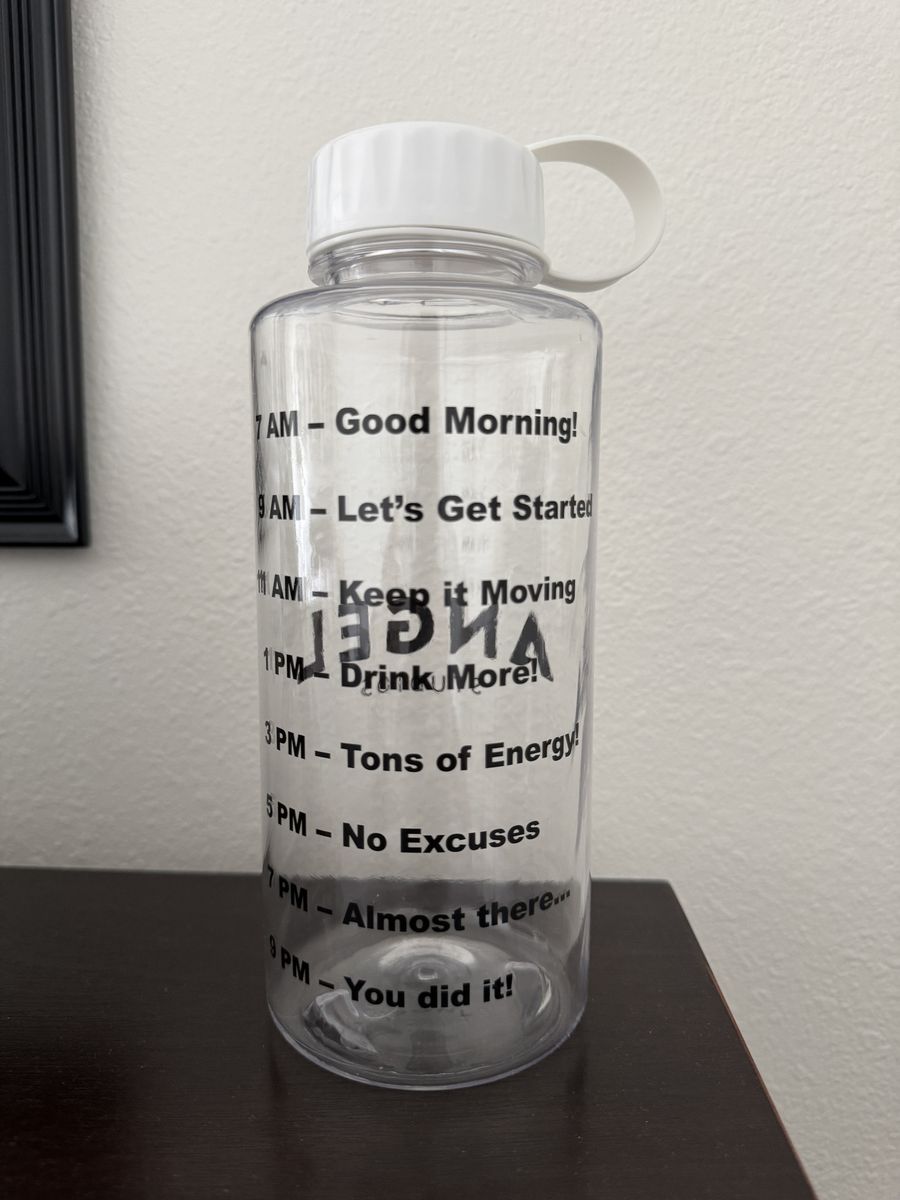 7 AM – Good Morning!
9 AM – Let’s Get Started
11 AM – Keep it Moving
ANGEL
1 PM – Drink More!
STUDIOS
3 PM – Tons of Energy!
5 PM – No Excuses
7 PM – Almost there...
9 PM – You did it!